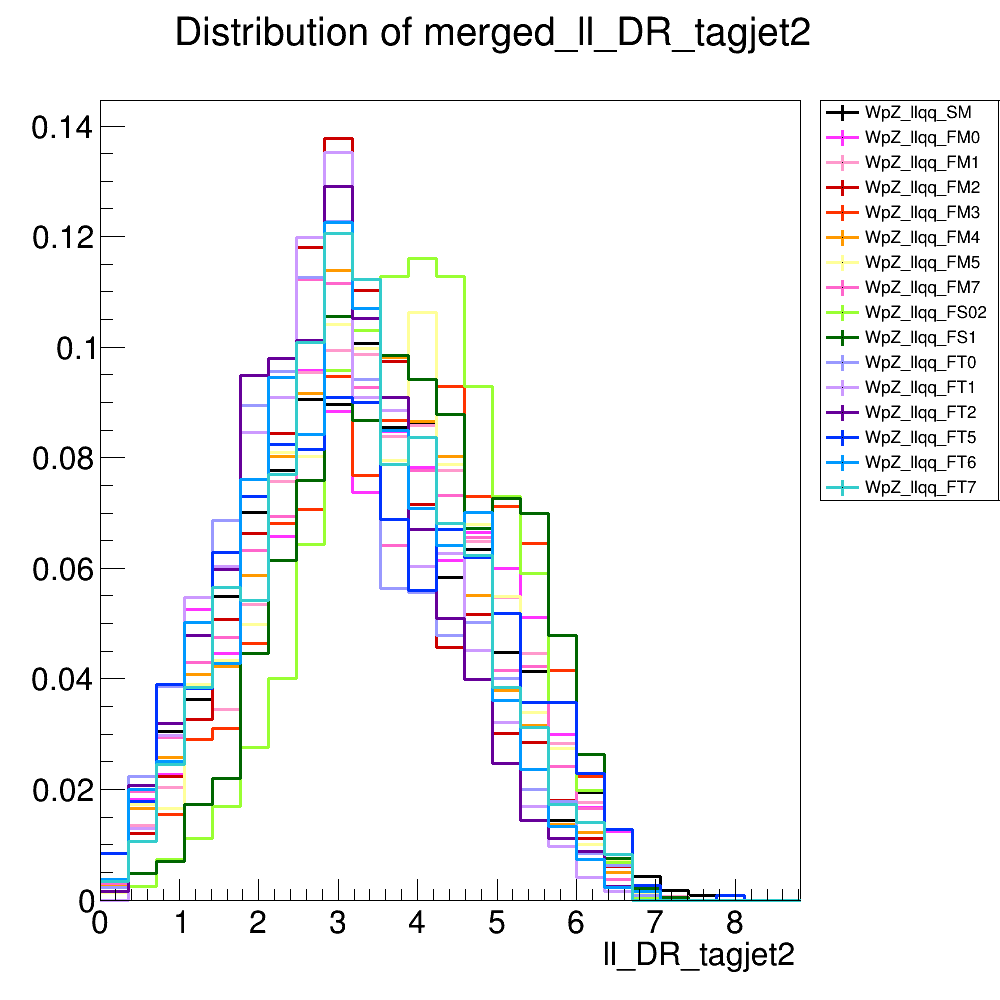 Distribution of merged_ll_DR_tagjet2
0.14
0.12
0.1
0.08
0.06
0.04
0.02
0
0 1 2 3 4 5 6 7 8
ll_DR_tagjet2
WpZ_llqq_SM
WpZ_llqq_FM0
WpZ_llqq_FM1
WpZ_llqq_FM2
WpZ_llqq_FM3
WpZ_llqq_FM4
WpZ_llqq_FM5
WpZ_llqq_FM7
WpZ_llqq_FS02
WpZ_llqq_FS1
WpZ_llqq_FT0
WpZ_llqq_FT1
WpZ_llqq_FT2
WpZ_llqq_FT5
WpZ_llqq_FT6
WpZ_llqq_FT7